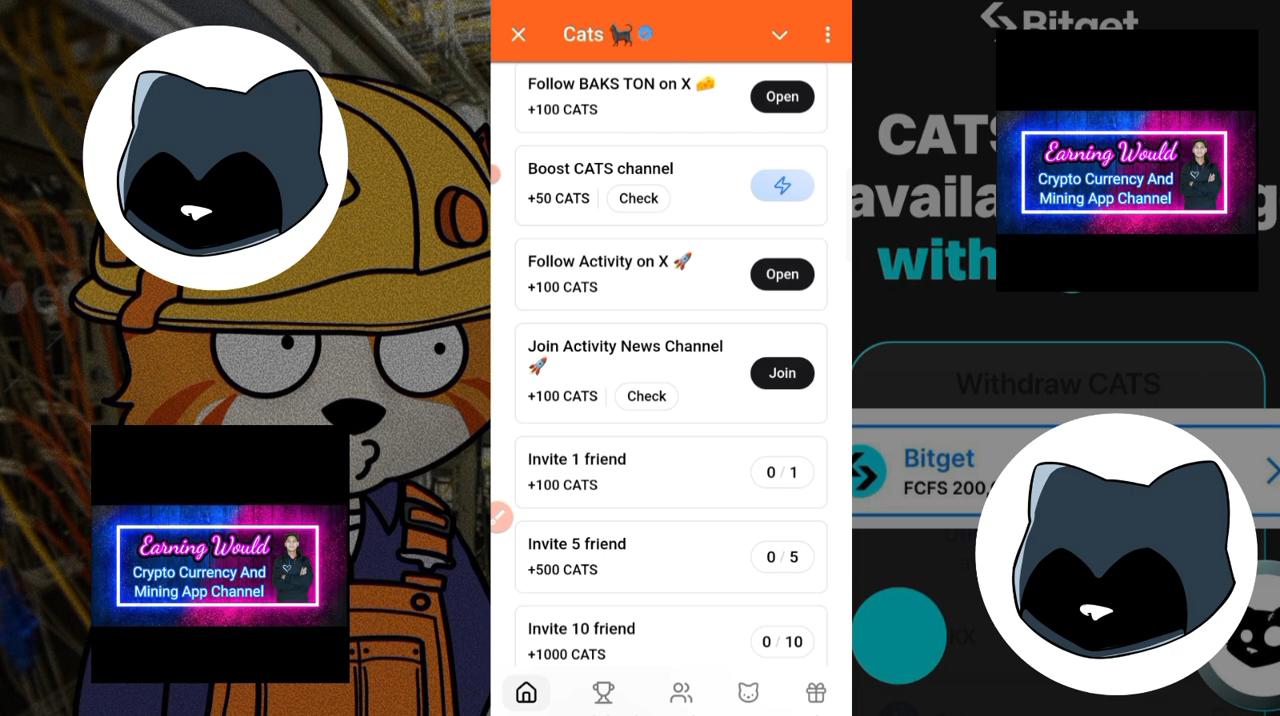 Earning Would
Crypto Currency And
Mining App Channel
Cats
Follow BAKS TON on X
+100 CATS
Open
Boost CATS channel
+50 CATS
Check
Follow Activity on X
+100 CATS
Open
Join Activity News Channel
+100 CATS
Check
Join
Invite 1 friend
+100 CATS
0 / 1
Invite 5 friend
+500 CATS
0 / 5
Invite 10 friend
+1000 CATS
0 / 10
Bitget
CATS
with
Earning Would
Crypto Currency And
Mining App Channel
Withdraw CATS
Bitget
FCFS 200,